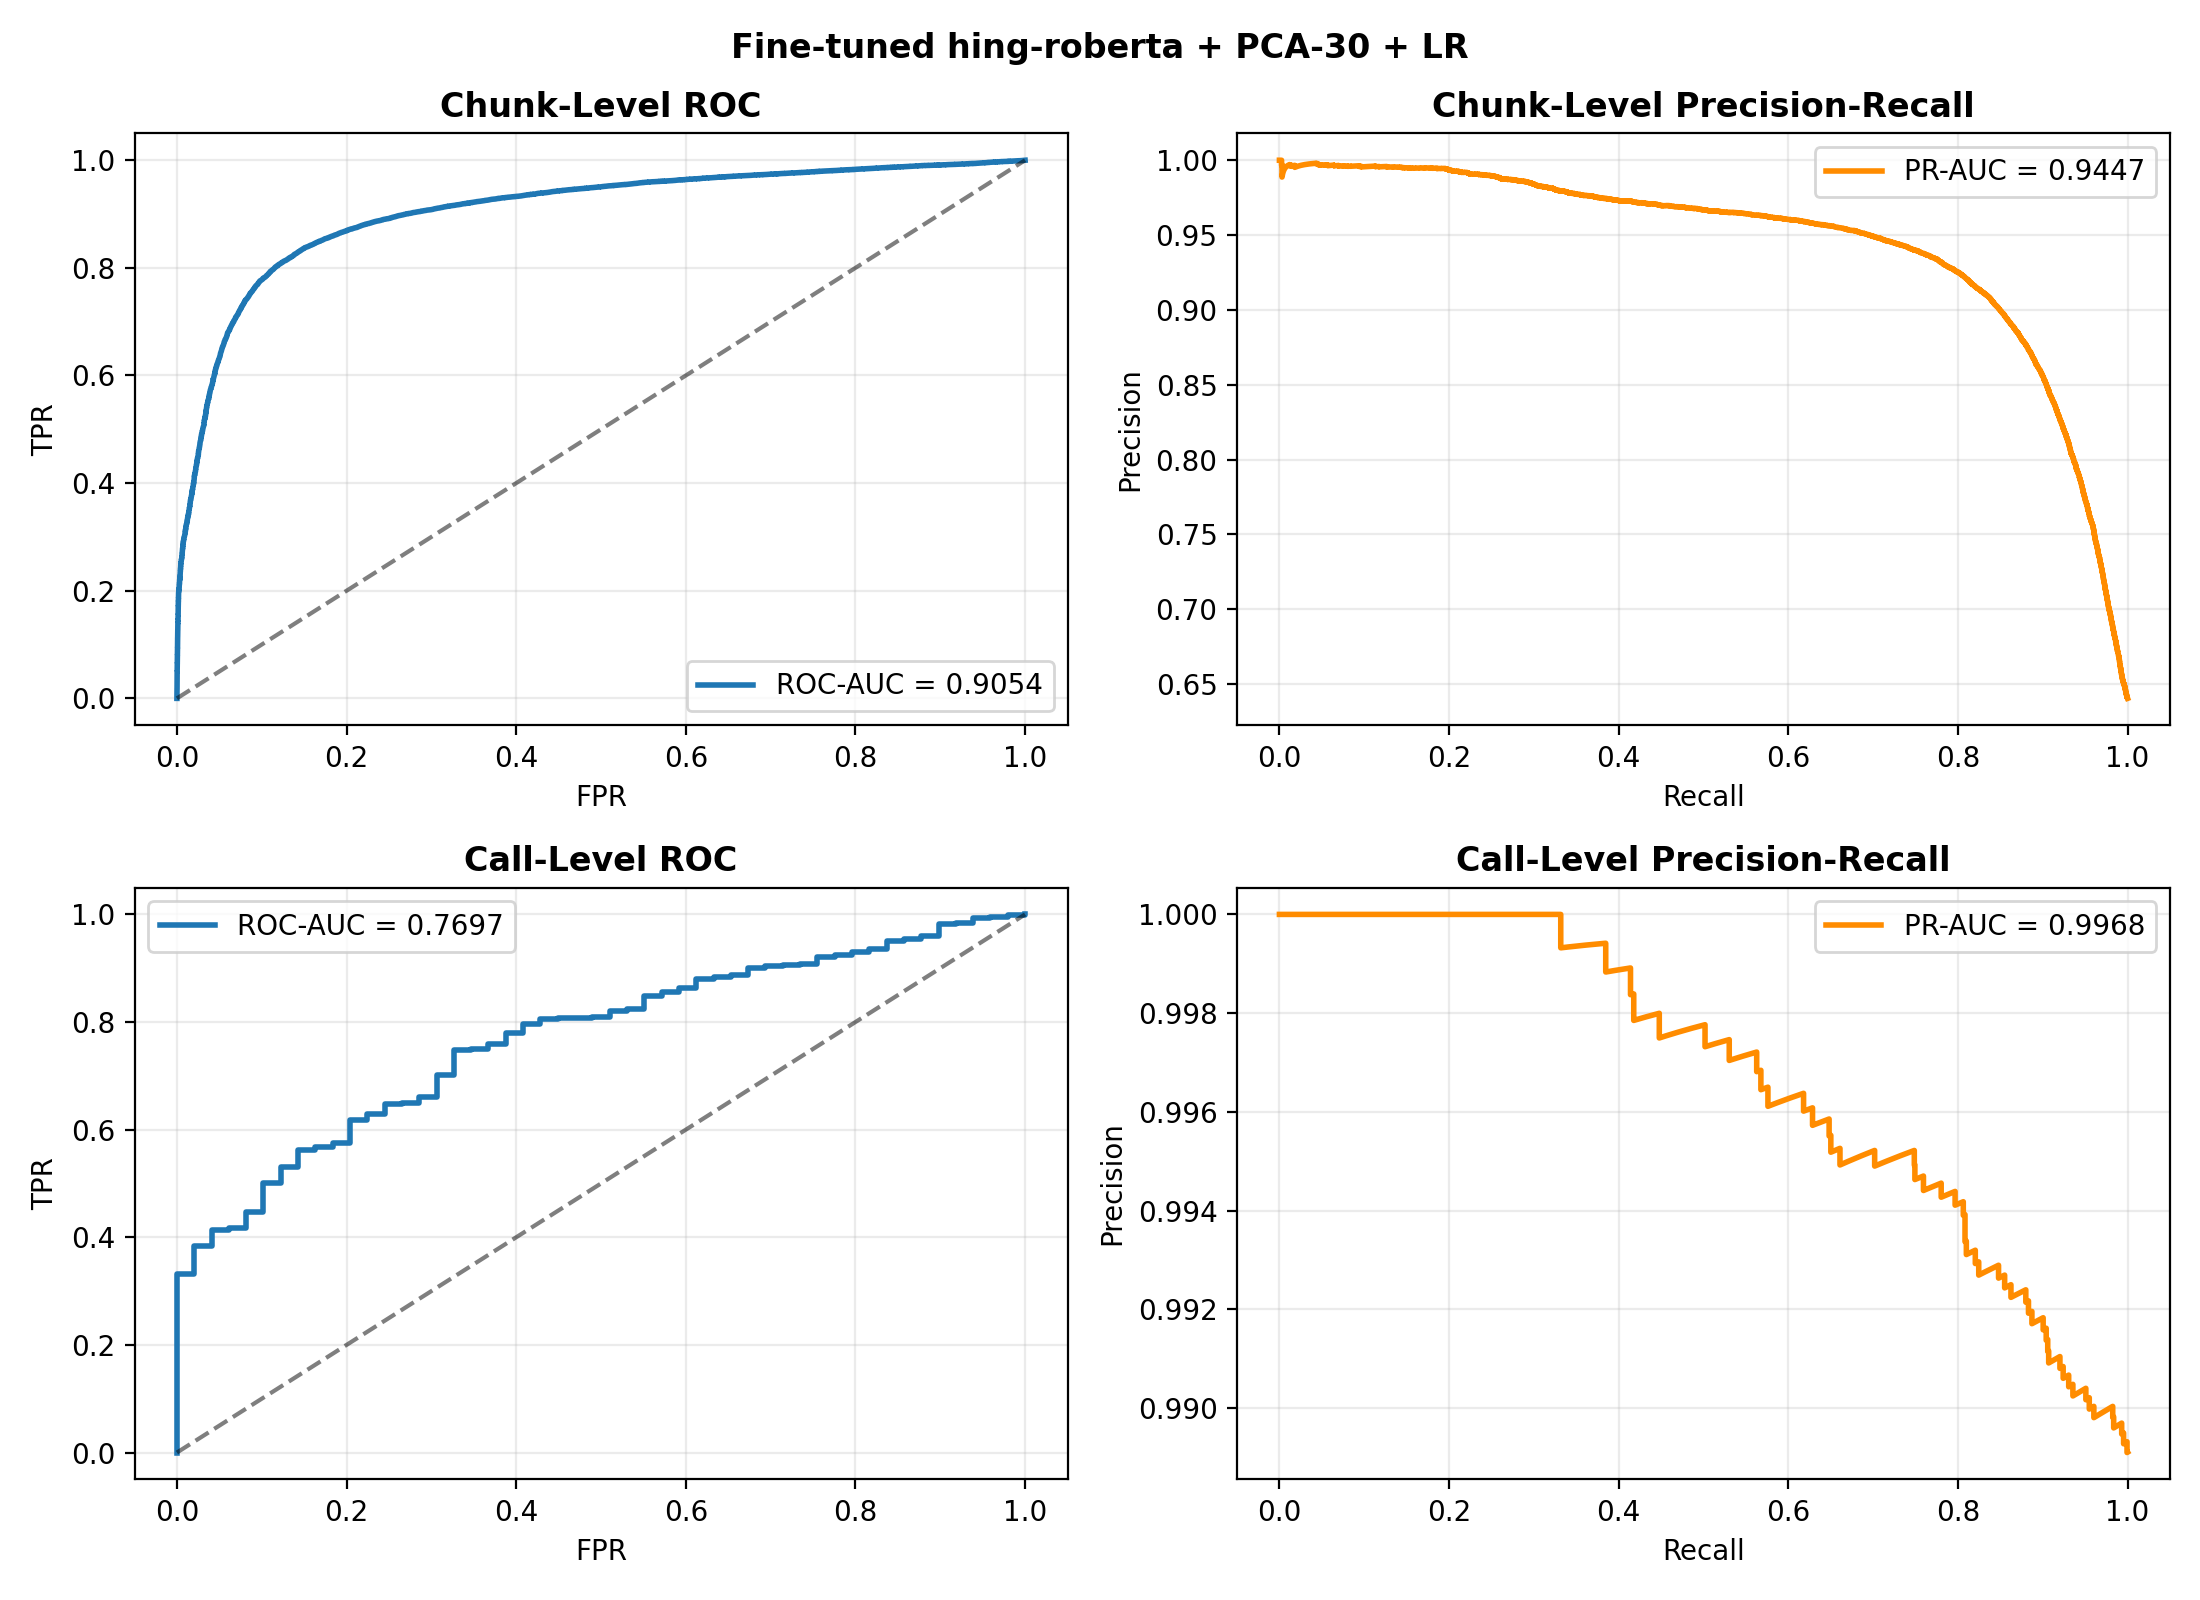 Fine-tuned hing-roberta + PCA-30 + LR
Chunk-Level ROC
1.0
0.8
0.6
0.4
0.2
0.0
TPR
ROC-AUC = 0.9054
0.0 0.2 0.4 0.6 0.8 1.0
FPR
Chunk-Level Precision-Recall
1.00
0.95
0.90
0.85
0.80
0.75
0.70
0.65
Precision
PR-AUC = 0.9447
0.0 0.2 0.4 0.6 0.8 1.0
Recall
Call-Level ROC
1.0
0.8
0.6
0.4
0.2
0.0
TPR
ROC-AUC = 0.7697
0.0 0.2 0.4 0.6 0.8 1.0
FPR
Call-Level Precision-Recall
1.000
0.998
0.996
0.994
0.992
0.990
Precision
PR-AUC = 0.9968
0.0 0.2 0.4 0.6 0.8 1.0
Recall